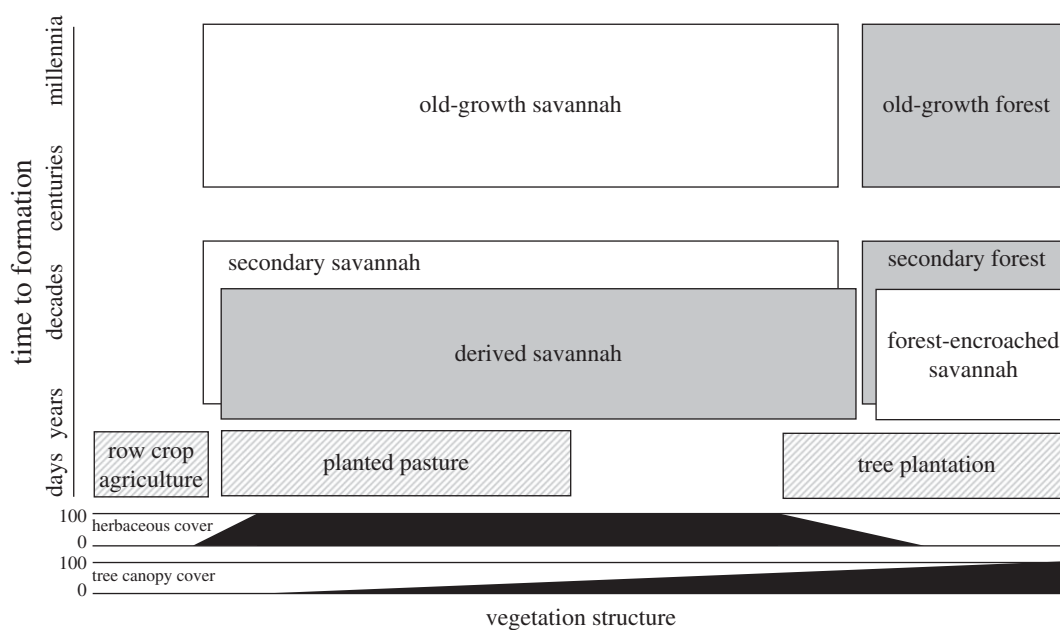 time to formation
millennia
centuries
decades
years
days
old-growth savannah
old-growth forest
secondary savannah
secondary forest
derived savannah
forest-encroached
savannah
row crop
agriculture
planted pasture
tree plantation
100
herbaceous cover
0
100
tree canopy cover
0
vegetation structure